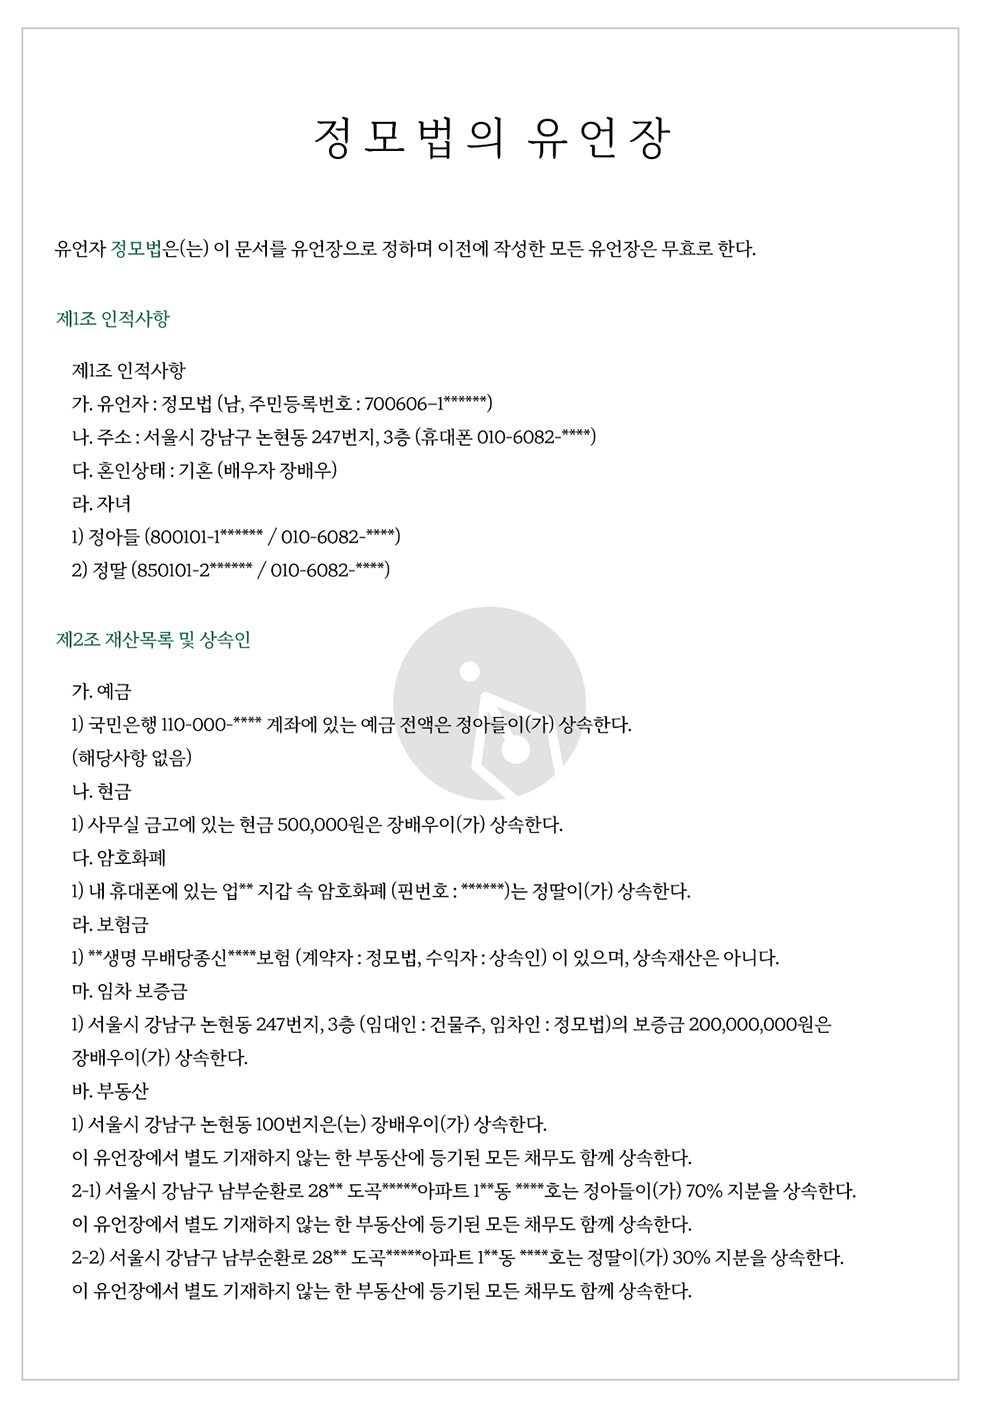 정모법의 유언장
유언자 정모법은(는) 이 문서를 유언장으로 정하며 이전에 작성한 모든 유언장은 무효로 한다.
제1조 인적사항
제1조 인적사항
가. 유언자 : 정모법 (남, 주민등록번호 : 700606-1******)
나. 주소 : 서울시 강남구 논현동 247번지, 3층 (휴대폰 010-6082-****)
다. 혼인상태 : 기혼 (배우자 장배우)
라. 자녀
1) 정아들 (800101-1****** / 010-6082-****)
2) 정딸 (850101-2****** / 010-6082-****)
제2조 재산목록 및 상속인
가. 예금
1) 국민은행 110-000-**** 계좌에 있는 예금 전액은 정아들이(가) 상속한다.
(해당사항 없음)
나. 현금
1) 사무실 금고에 있는 현금 500,000원은 장배우이(가) 상속한다.
다. 암호화폐
1) 내 휴대폰에 있는 업** 지갑 속 암호화폐 (핀번호 : ******)는 정딸이(가) 상속한다.
라. 보험금
1) **생명 무배당종신****보험 (계약자 : 정모법, 수익자 : 상속인) 이 있으며, 상속재산은 아니다.
마. 임차 보증금
1) 서울시 강남구 논현동 247번지, 3층 (임대인 : 건물주, 임차인 : 정모법)의 보증금 200,000,000원은
장배우이(가) 상속한다.
바. 부동산
1) 서울시 강남구 논현동 100번지은(는) 장배우이(가) 상속한다.
이 유언장에서 별도 기재하지 않는 한 부동산에 등기된 모든 채무도 함께 상속한다.
2-1) 서울시 강남구 남부순환로 28** 도곡*****아파트 1**동 ****호는 정아들이(가) 70% 지분을 상속한다.
이 유언장에서 별도 기재하지 않는 한 부동산에 등기된 모든 채무도 함께 상속한다.
2-2) 서울시 강남구 남부순환로 28** 도곡*****아파트 1**동 ****호는 정딸이(가) 30% 지분을 상속한다.
이 유언장에서 별도 기재하지 않는 한 부동산에 등기된 모든 채무도 함께 상속한다.